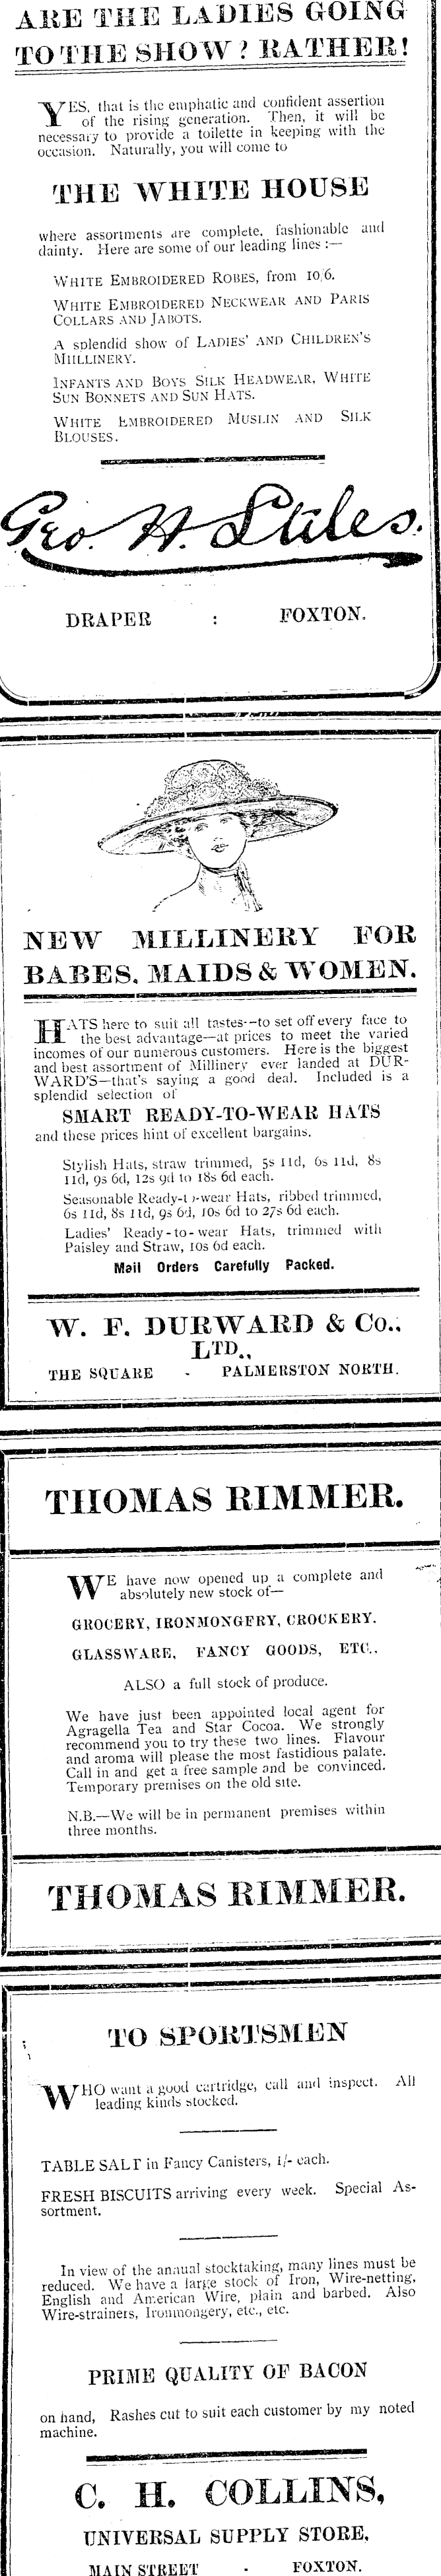 ARE THE LADIES GOING
TO THE SHOW? RATHER!
YES, that is the emphatic and confident assertion
of the rising generation. Then, it will be
necessary to provide a toilette in keeping with the
occasion. Naturally, you will come to
THE WHITE HOUSE
where assortments are complete, fashionable and
dainty. Here are some of our leading lines :—
WHITE EMBROIDERED ROBES, from 10/6.
WHITE EMBROIDERED NECKWEAR AND PARIS
COLLARS AND JABOTS.
A splendid show of LADIES' AND CHILDREN'S
MILLINERY.
INFANTS AND BOYS SILK HEADWEAR, WHITE
SUN BONNETS AND SUN HATS.
WHITE EMBROIDERED MUSLIN AND SILK
BLOUSES.
Geo. H. Stiles.
DRAPER : FOXTON.
NEW MILLINERY FOR
BABES, MAIDS & WOMEN.
HATS here to suit all tastes--to set off every face to
the best advantage—at prices to meet the varied
incomes of our numerous customers. Here is the biggest
and best assortment of Millinery ever landed at DUR-
WARD'S—that's saying a good deal. Included is a
splendid selection of
SMART READY-TO-WEAR HATS
and these prices hint of excellent bargains.
Stylish Hats, straw trimmed, 5s 11d, 6s 11d, 8s
11d, 9s 6d, 12s 9d to 18s 6d each.
Seasonable Ready-to-wear Hats, ribbed trimmed,
6s 11d, 8s 11d, 9s 6d, 10s 6d to 27s 6d each.
Ladies' Ready-to-wear Hats, trimmed with
Paisley and Straw, 10s 6d each.
Mail Orders Carefully Packed.
W. F. DURWARD & Co.,
LTD.,
THE SQUARE - PALMERSTON NORTH.
THOMAS RIMMER.
WE have now opened up a complete and
absolutely new stock of—
GROCERY, IRONMONGERY, CROCKERY.
GLASSWARE, FANCY GOODS, ETC..
ALSO a full stock of produce.
We have just been appointed local agent for
Agragella Tea and Star Cocoa. We strongly
recommend you to try these two lines. Flavour
and aroma will please the most fastidious palate.
Call in and get a free sample and be convinced.
Temporary premises on the old site.
N.B.—We will be in permanent premises within
three months.
THOMAS RIMMER.
TO SPORTSMEN
WHO want a good cartridge, call and inspect. All
leading kinds stocked.
TABLE SALT in Fancy Canisters, 1/- each.
FRESH BISCUITS arriving every week. Special As-
sortment.
In view of the annual stocktaking, many lines must be
reduced. We have a large stock of Iron, Wire-netting,
English and American Wire, plain and barbed. Also
Wire-strainers, Ironmongery, etc., etc.
PRIME QUALITY OF BACON
on hand, Rashes cut to suit each customer by my noted
machine.
C. H. COLLINS,
UNIVERSAL SUPPLY STORE,
MAIN STREET - FOXTON.